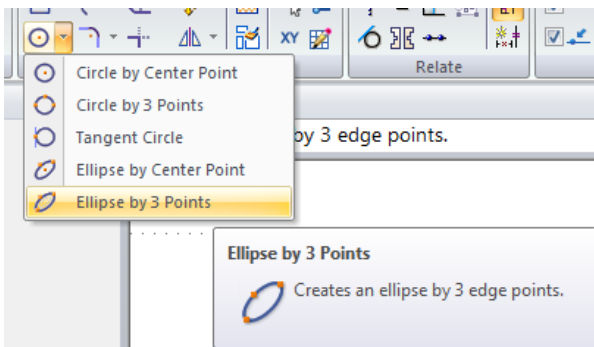 XY
Relate
Circle by Center Point
Circle by 3 Points
by 3 edge points.
Tangent Circle
Ellipse by Center Point
Ellipse by 3 Points
Ellipse by 3 Points
Creates an ellipse by 3 edge points.